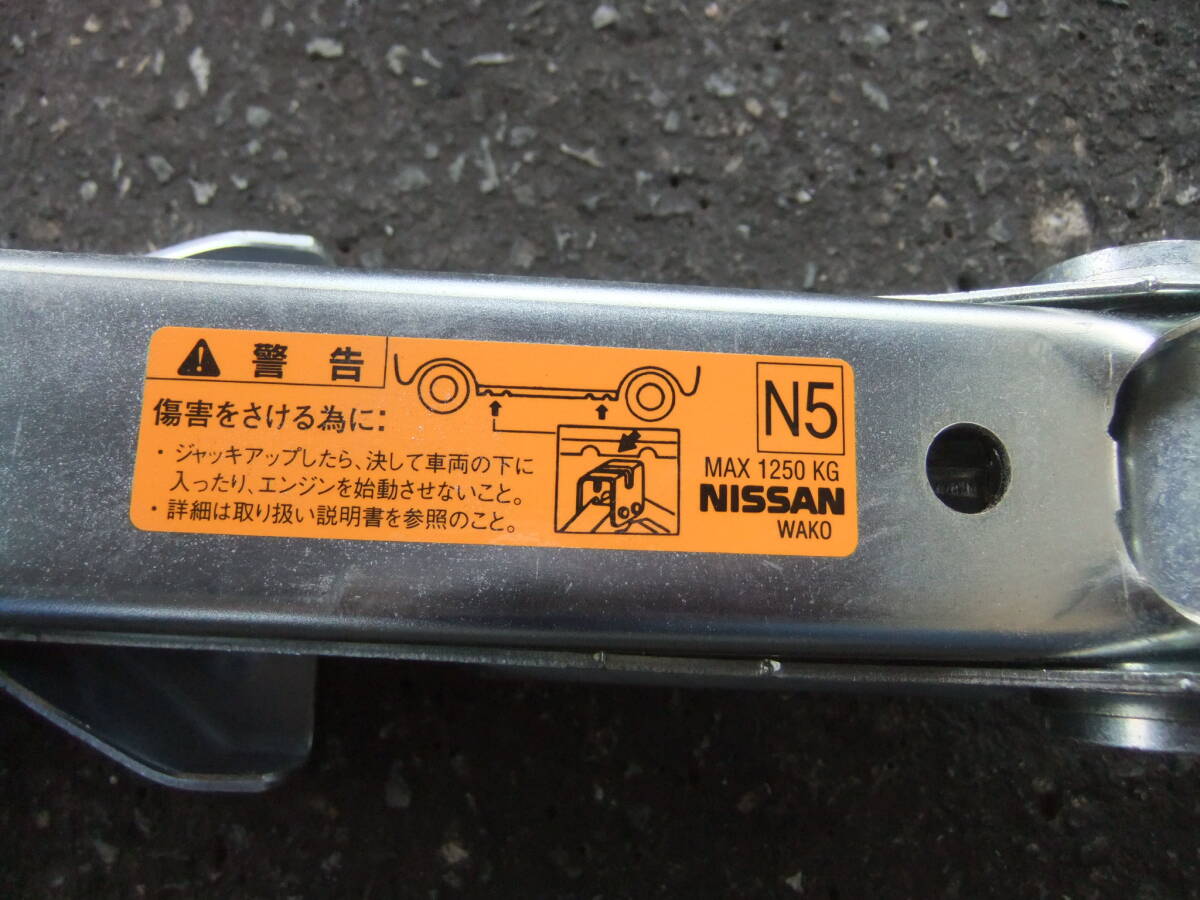 警告
傷害をさける為に:
・ジャッキアップしたら、決して車両の下に
入ったり、エンジンを始動させないこと。
・詳細は取り扱い説明書を参照のこと。
N5
MAX 1250 KG
NISSAN
WAKO